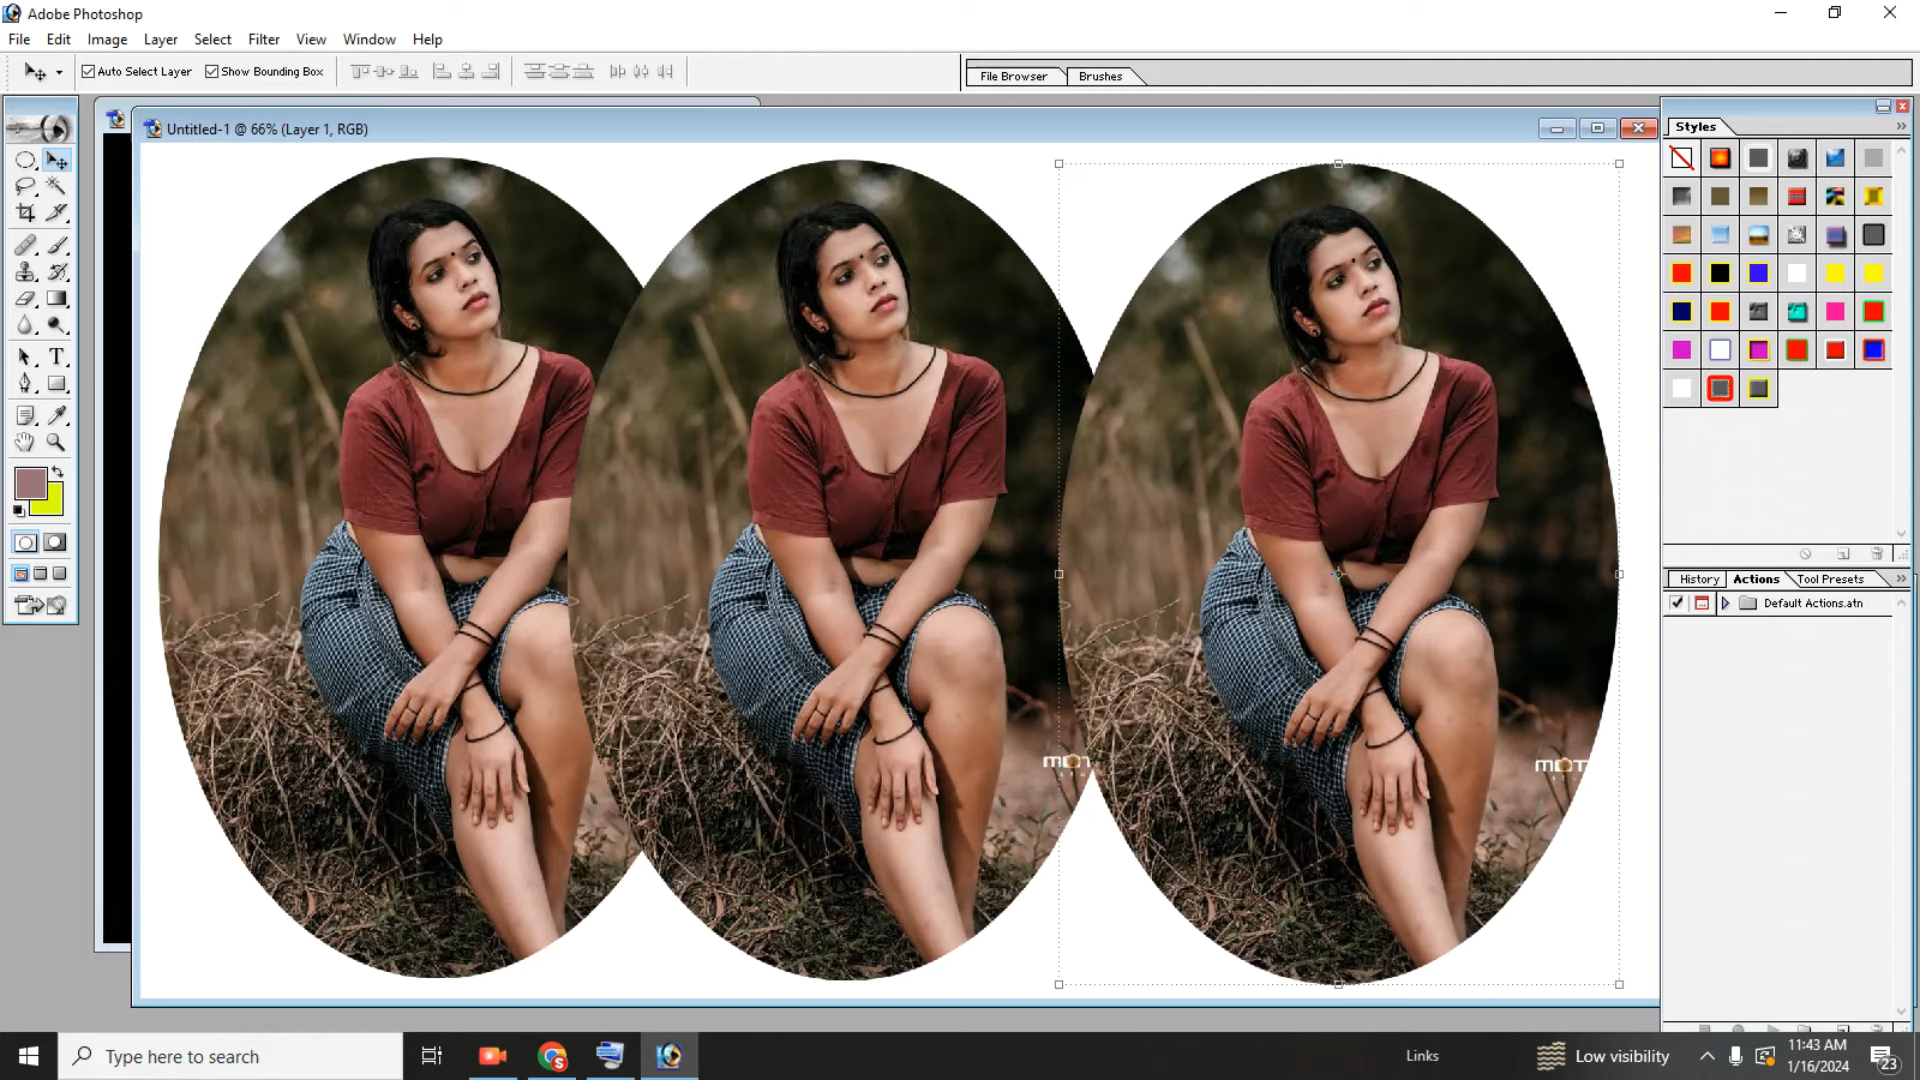 Adobe Photoshop
File Edit Image Layer Select Filter View Window Help
Auto Select Layer Show Bounding Box File Browser Brushes
Untitled-1 @ 66% (Layer 1, RGB)
Styles
T
History Actions Tool Presets
Default Actions.atn
Type here to search
Links
Low visibility
11:43 AM
1/16/2024
23